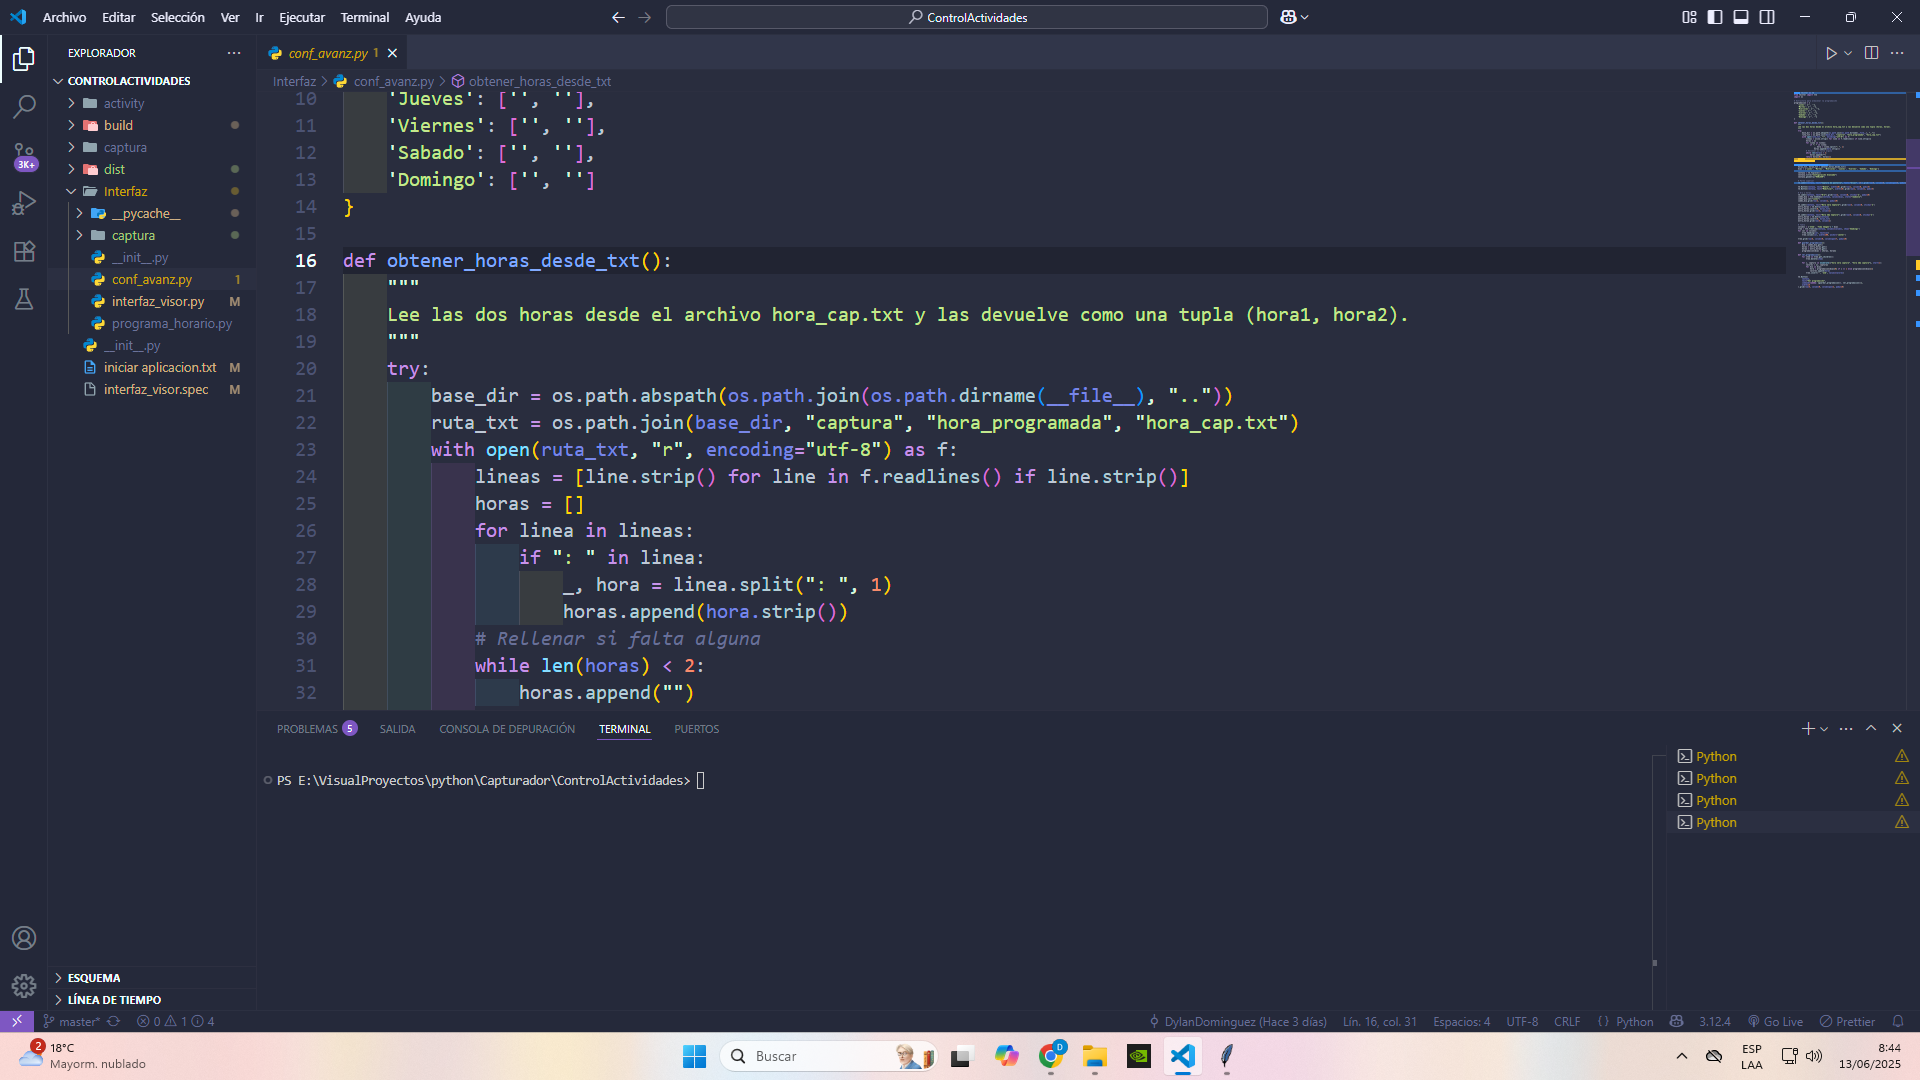 Archivo Editar Selección Ver Ir Ejecutar Terminal Ayuda
ControlActividades
EXPLORADOR
CONTROLACTIVIDADES
activity
build
captura
dist
Interfaz
__pycache__
captura
__init__.py
conf_avanz.py 1
interfaz_visor.py M
programa_horario.py
__init__.py
iniciar aplicacion.txt M
interfaz_visor.spec M
3K+
ESQUEMA
LÍNEA DE TIEMPO
conf_avanz.py 1
Interfaz > conf_avanz.py > obtener_horas_desde_txt
10 'Jueves': ['', ''],
11 'Viernes': ['', ''],
12 'Sabado': ['', ''],
13 'Domingo': ['', '']
14 }
15
16 def obtener_horas_desde_txt():
17 """
18 Lee las dos horas desde el archivo hora_cap.txt y las devuelve como una tupla (hora1, hora2).
19 """
20 try:
21 base_dir = os.path.abspath(os.path.join(os.path.dirname(__file__), ".."))
22 ruta_txt = os.path.join(base_dir, "captura", "hora_programada", "hora_cap.txt")
23 with open(ruta_txt, "r", encoding="utf-8") as f:
24 lineas = [line.strip() for line in f.readlines() if line.strip()]
25 horas = []
26 for linea in lineas:
27 if ": " in linea:
28 _, hora = linea.split(": ", 1)
29 horas.append(hora.strip())
30 # Rellenar si falta alguna
31 while len(horas) < 2:
32 horas.append("")
PROBLEMAS 5 SALIDA CONSOLA DE DEPURACIÓN TERMINAL PUERTOS
PS E:\VisualProyectos\python\Capturador\ControlActividades>
Python
Python
Python
Python
master* 0 1 4
DylanDominguez (Hace 3 días) Lín. 16, col. 31 Espacios: 4 UTF-8 CRLF { } Python 3.12.4 Go Live Prettier
2
18°C
Mayorm. nublado
Buscar
D
ESP
LAA
8:44
13/06/2025